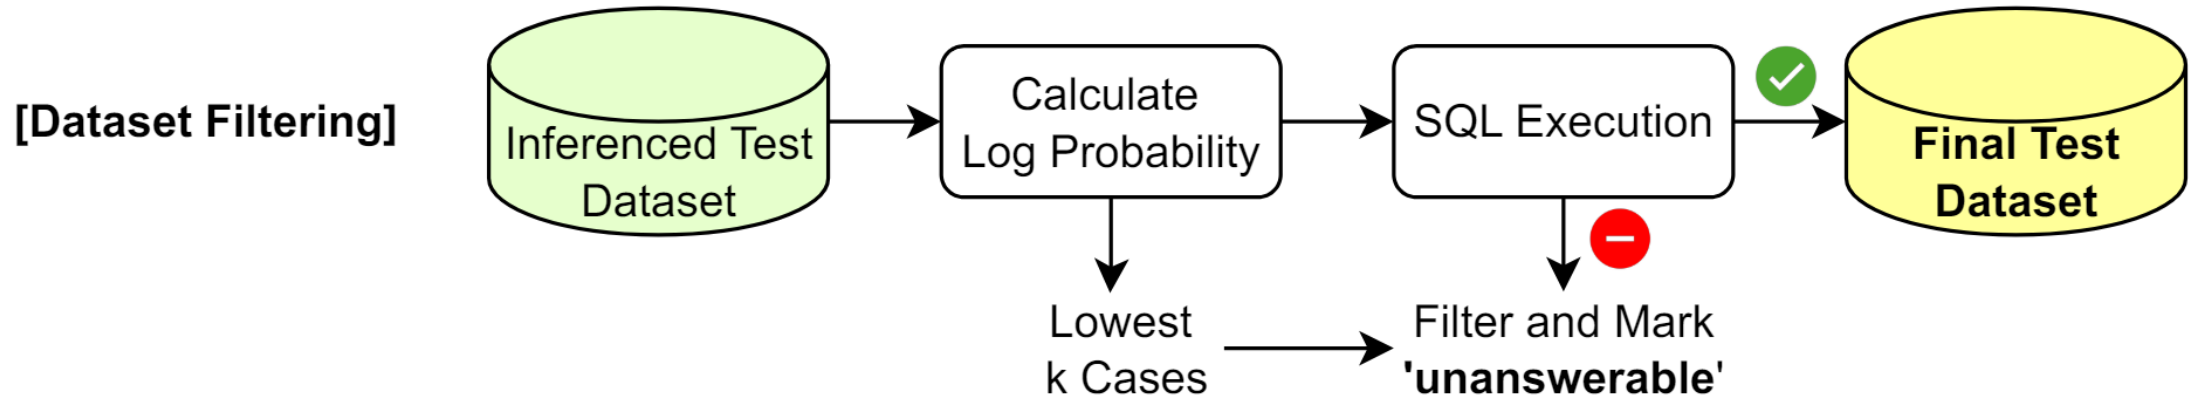 [Dataset Filtering]
Inferenced Test
Dataset
Calculate
Log Probability
SQL Execution
Final Test
Dataset
Lowest
k Cases
Filter and Mark
'unanswerable'